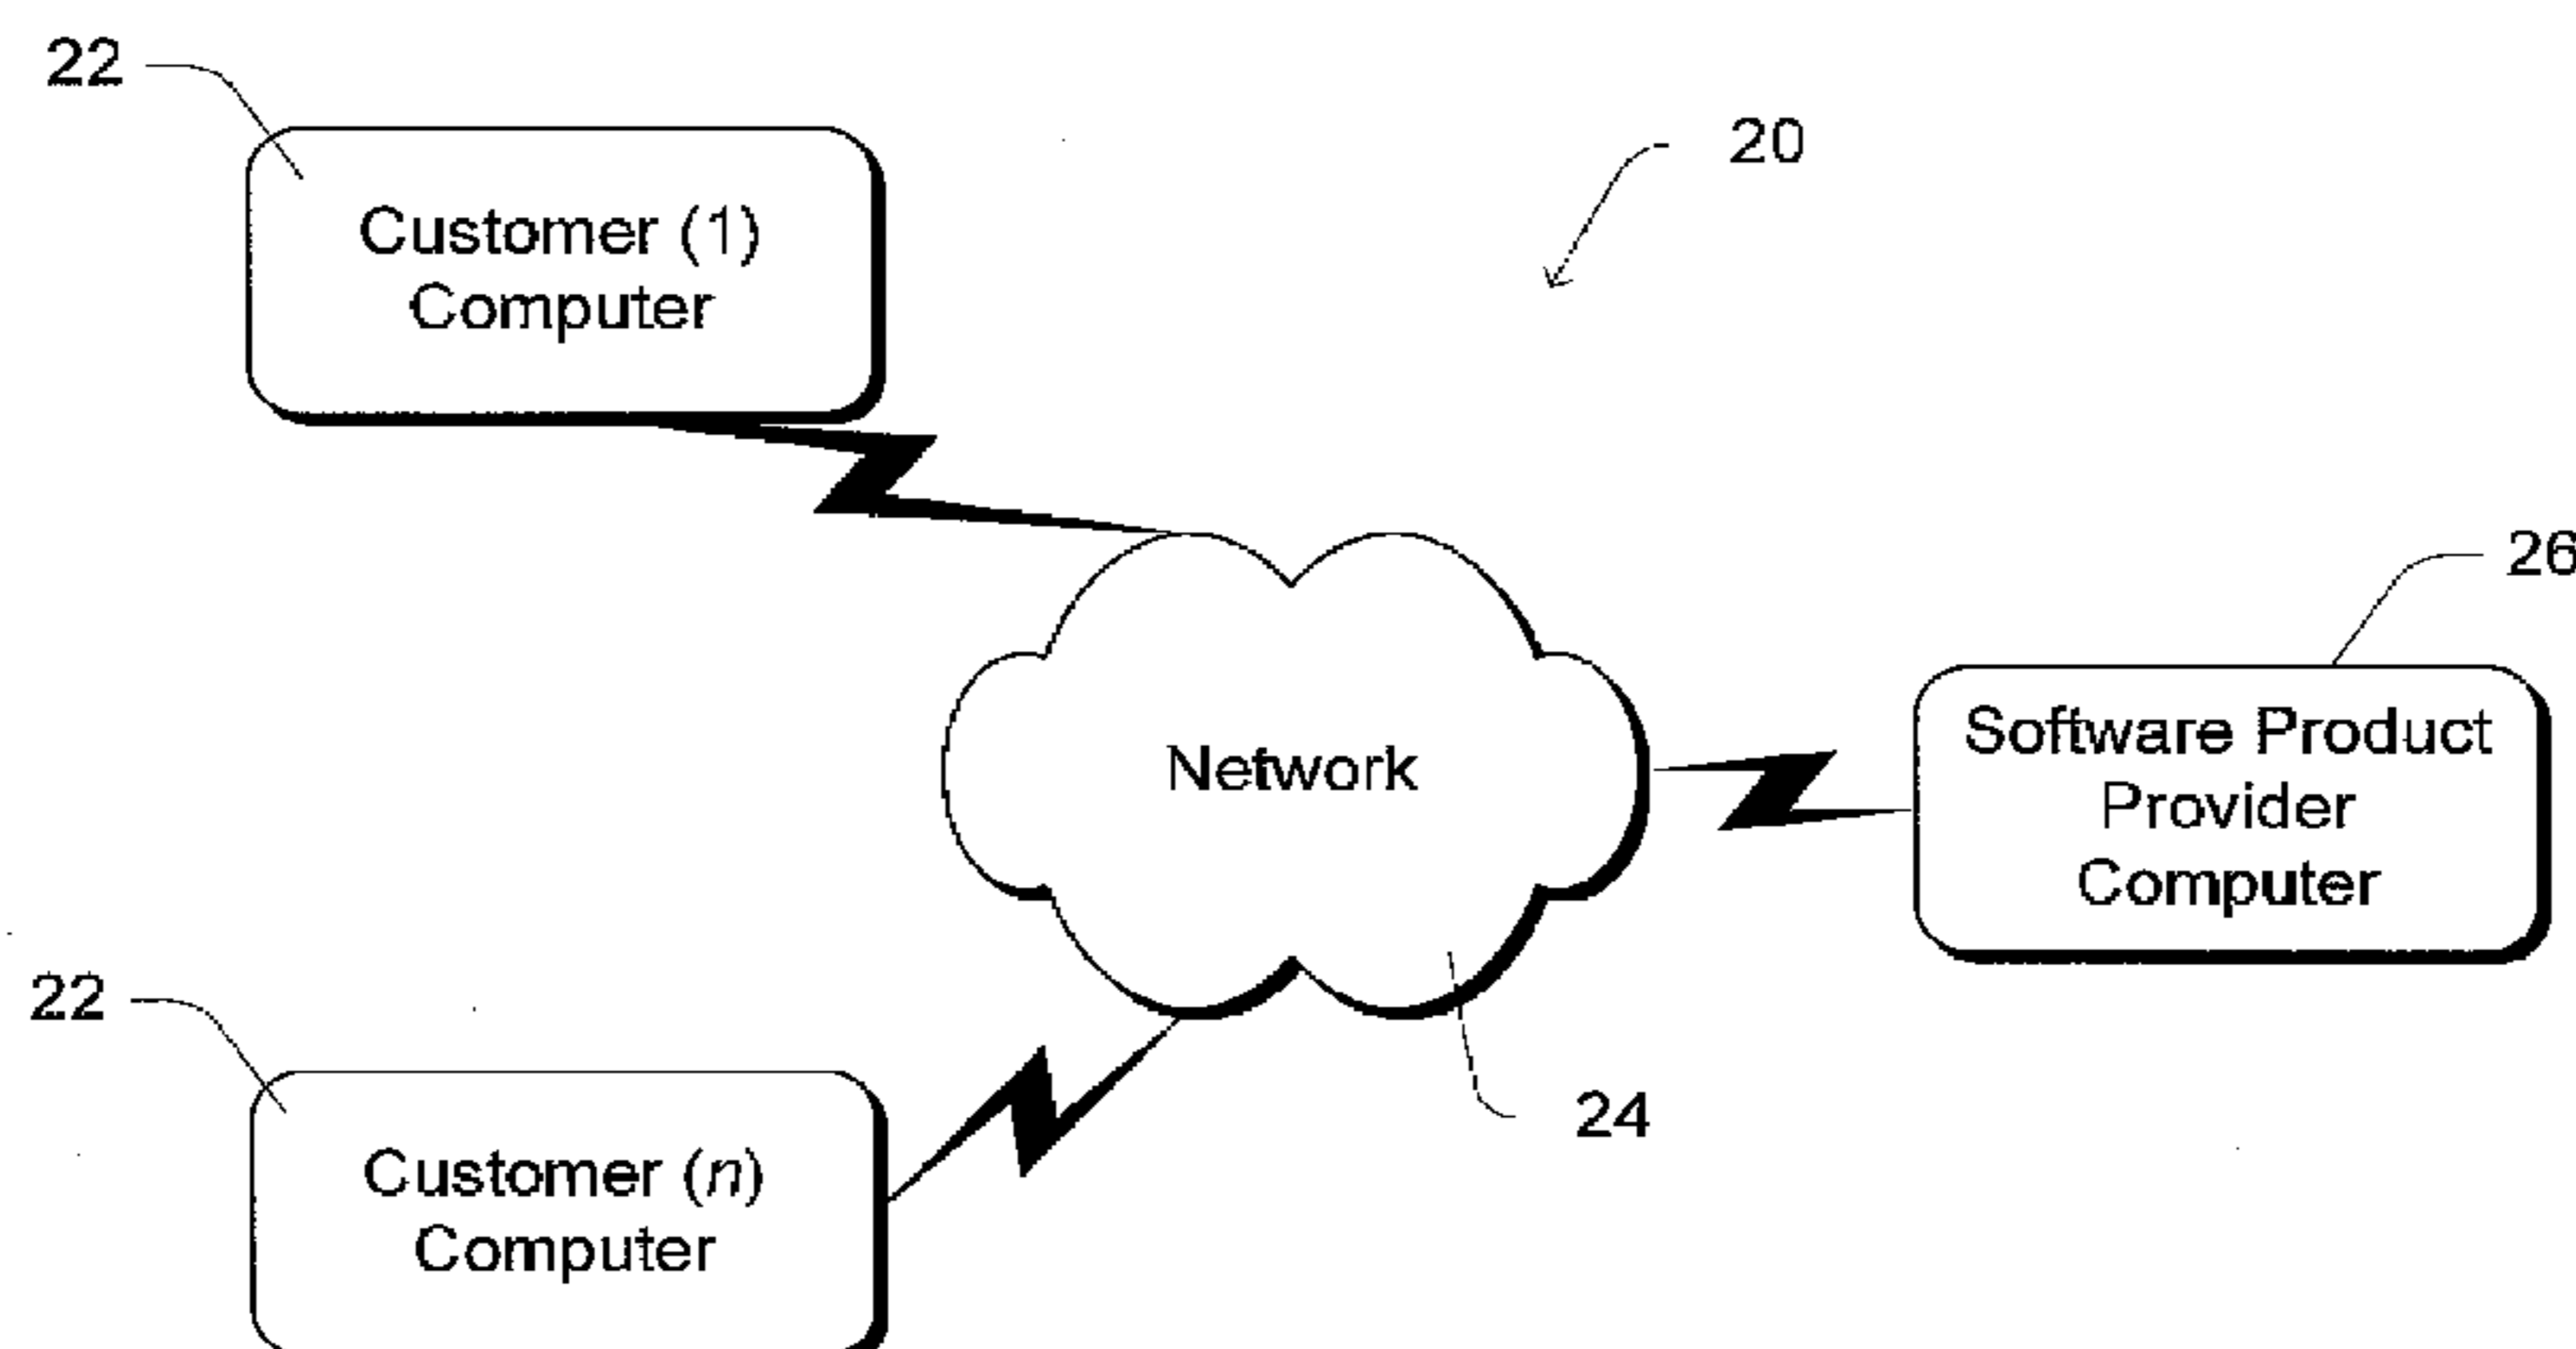 22
Customer (1)
Computer
20
Network
26
Software Product
Provider
Computer
22
Customer (n)
Computer
24